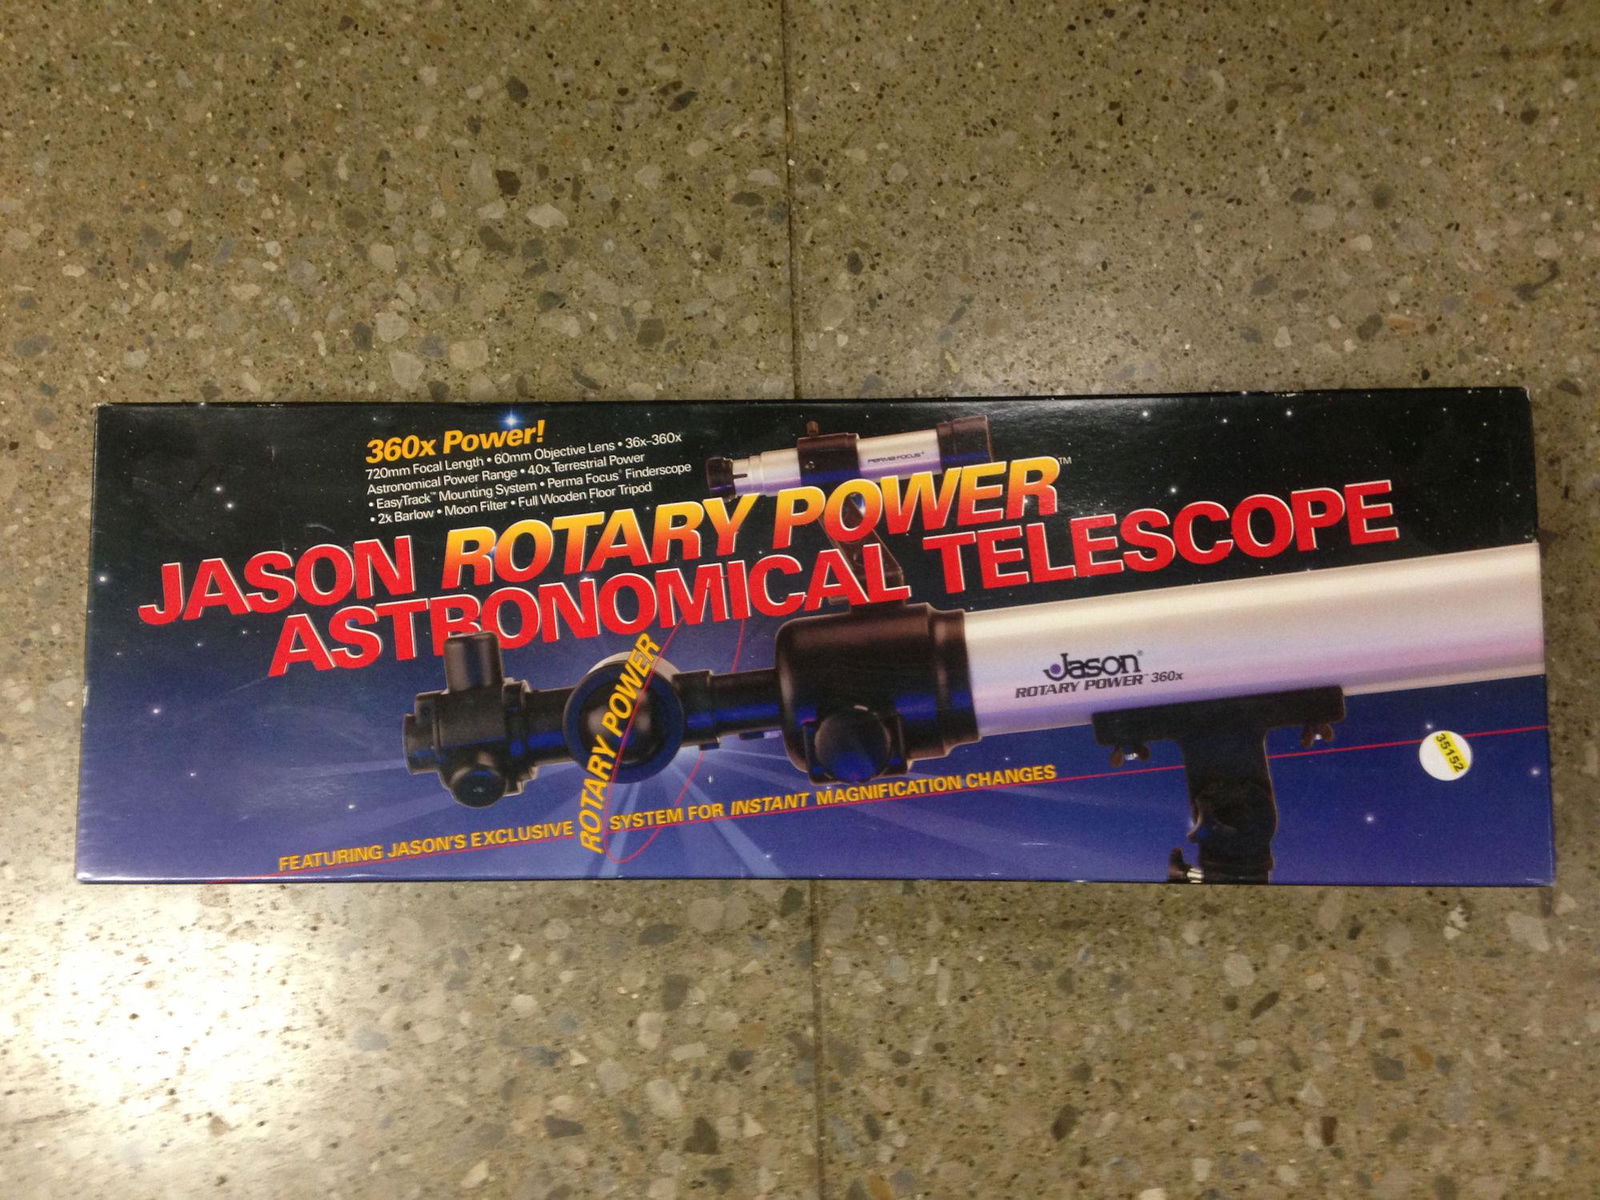 360x Power!
720mm Focal Length • 60mm Objective Lens • 36x-360x
Astronomical Power Range • 40x Terrestrial Power
• EasyTrack™ Mounting System • Perma Focus® Finderscope
• 2x Barlow • Moon Filter • Full Wooden Floor Tripod
PERMA FOCUS
JASON ROTARY POWER™
ASTRONOMICAL TELESCOPE
Jason®
ROTARY POWER™ 360x
35152
FEATURING JASON'S EXCLUSIVE ROTARY POWER SYSTEM FOR INSTANT MAGNIFICATION CHANGES